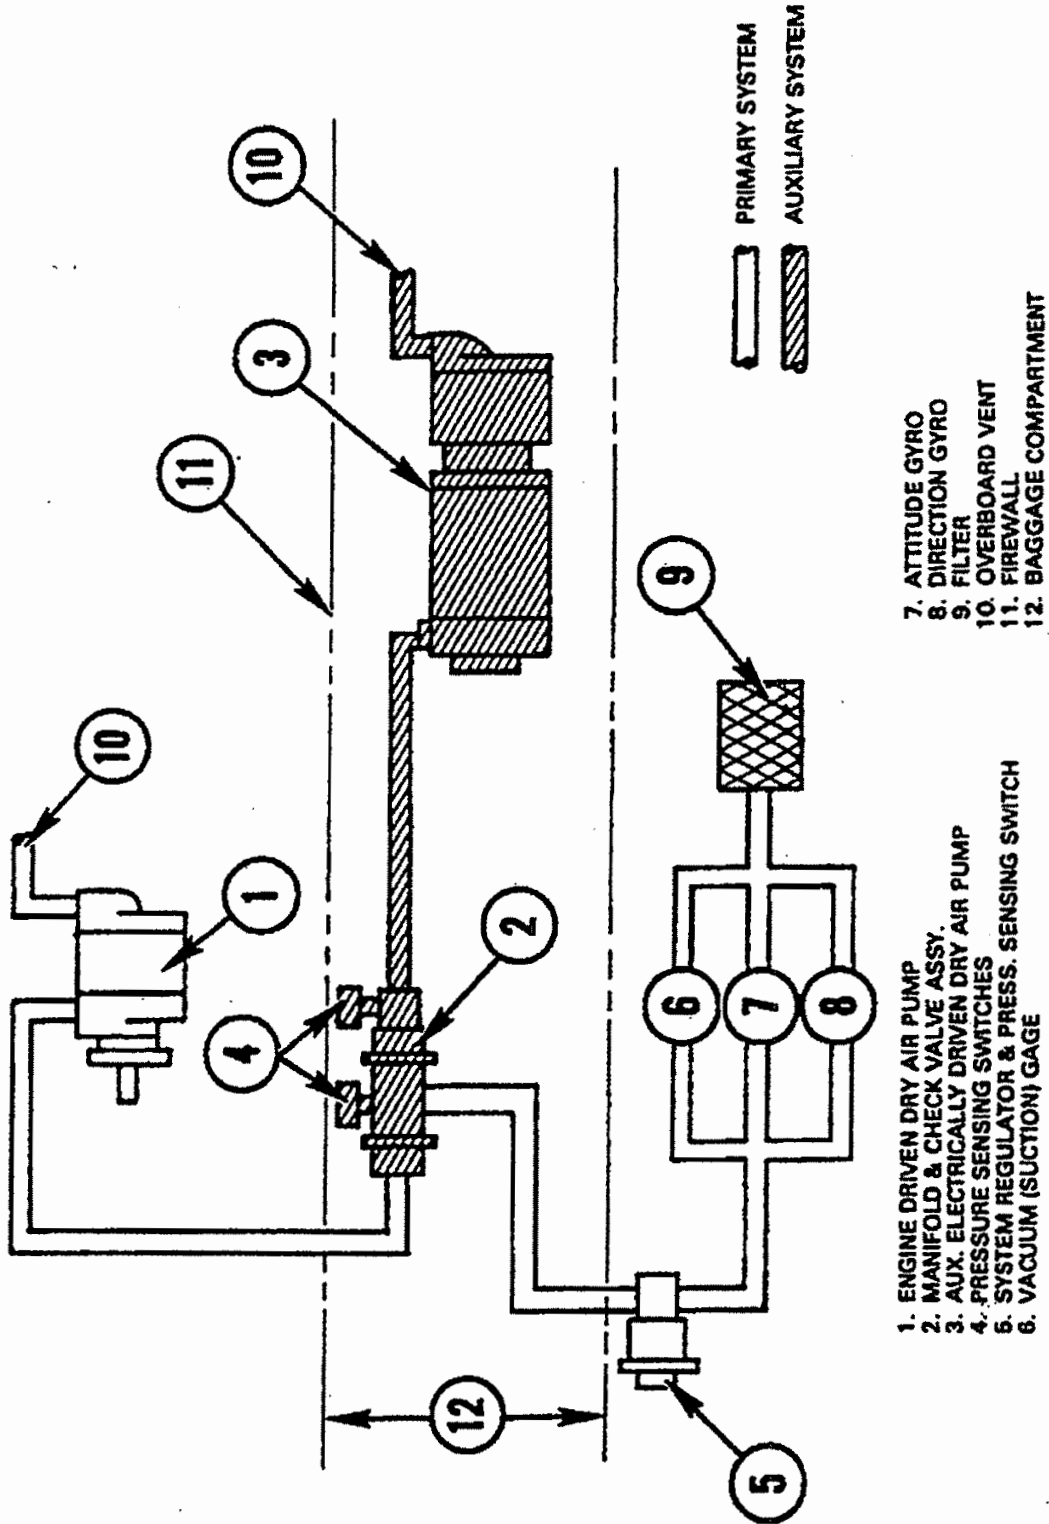 10
1
10
4
11
3
2
12
6
7
8
9
5
PRIMARY SYSTEM
AUXILIARY SYSTEM
1. ENGINE DRIVEN DRY AIR PUMP
2. MANIFOLD & CHECK VALVE ASSY.
3. AUX. ELECTRICALLY DRIVEN DRY AIR PUMP
4. PRESSURE SENSING SWITCHES
5. SYSTEM REGULATOR & PRESS. SENSING SWITCH
6. VACUUM (SUCTION) GAGE
7. ATTITUDE GYRO
8. DIRECTION GYRO
9. FILTER
10. OVERBOARD VENT
11. FIREWALL
12. BAGGAGE COMPARTMENT